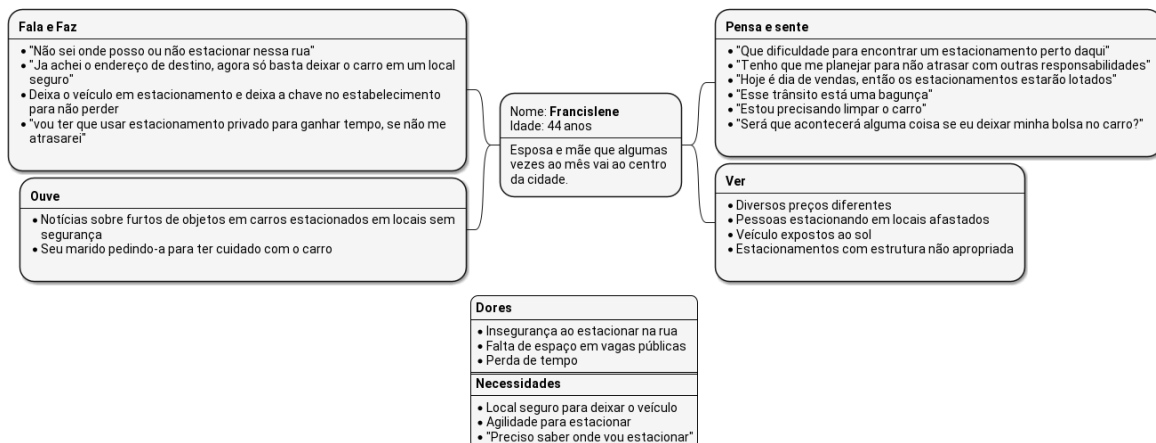 Fala e Faz
• "Não sei onde posso ou não estacionar nessa rua"
• "Ja achei o endereço de destino, agora só basta deixar o carro em um local
seguro"
• Deixa o veículo em estacionamento e deixa a chave no estabelecimento
para não perder
• "vou ter que usar estacionamento privado para ganhar tempo, se não me
atrasarei"
Ouve
• Notícias sobre furtos de objetos em carros estacionados em locais sem
segurança
• Seu marido pedindo-a para ter cuidado com o carro
Nome: Francislene
Idade: 44 anos
Esposa e mãe que algumas
vezes ao mês vai ao centro
da cidade.
Pensa e sente
• "Que dificuldade para encontrar um estacionamento perto daqui"
• "Tenho que me planejar para não atrasar com outras responsabilidades"
• "Hoje é dia de vendas, então os estacionamentos estarão lotados"
• "Esse trânsito está uma bagunça"
• "Estou precisando limpar o carro"
• "Será que acontecerá alguma coisa se eu deixar minha bolsa no carro?"
Ver
• Diversos preços diferentes
• Pessoas estacionando em locais afastados
• Veículo expostos ao sol
• Estacionamentos com estrutura não apropriada
Dores
• Insegurança ao estacionar na rua
• Falta de espaço em vagas públicas
• Perda de tempo
Necessidades
• Local seguro para deixar o veículo
• Agilidade para estacionar
• "Preciso saber onde vou estacionar"